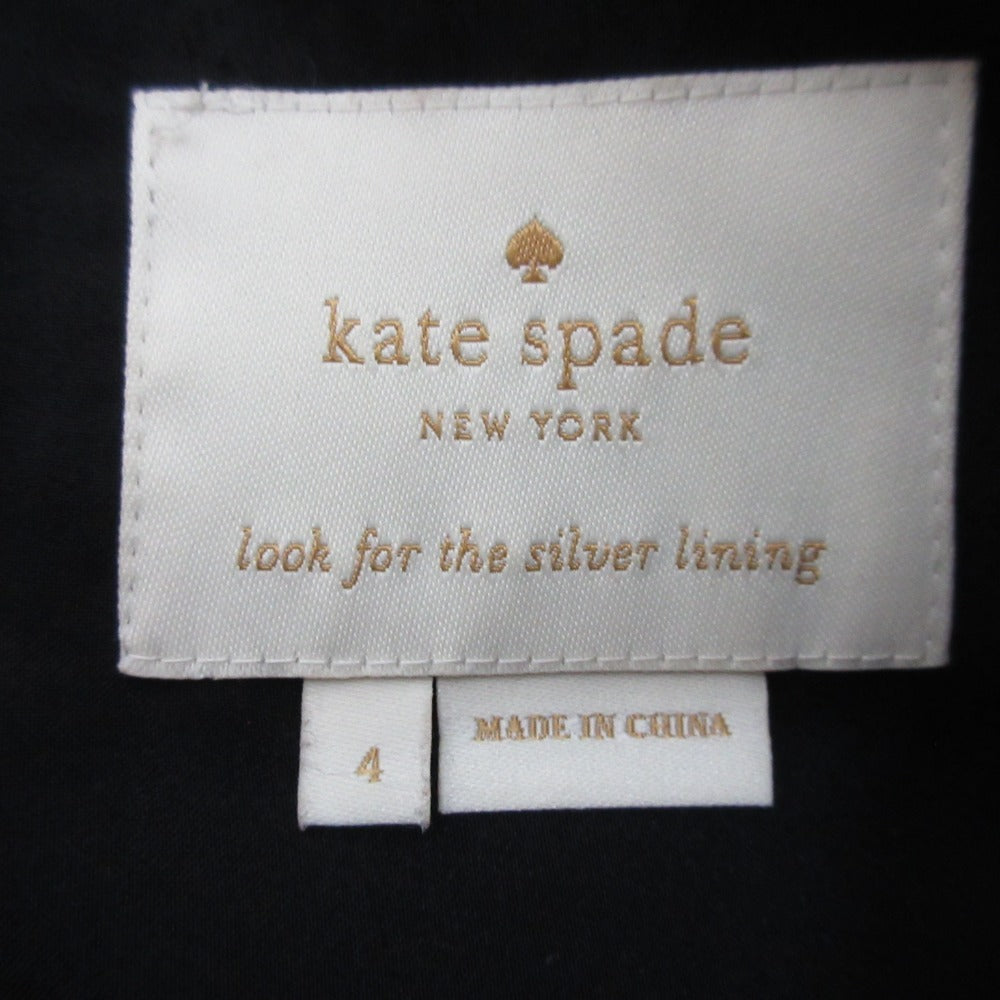 kate spade
NEW YORK
look for the silver lining
4
MADE IN CHINA